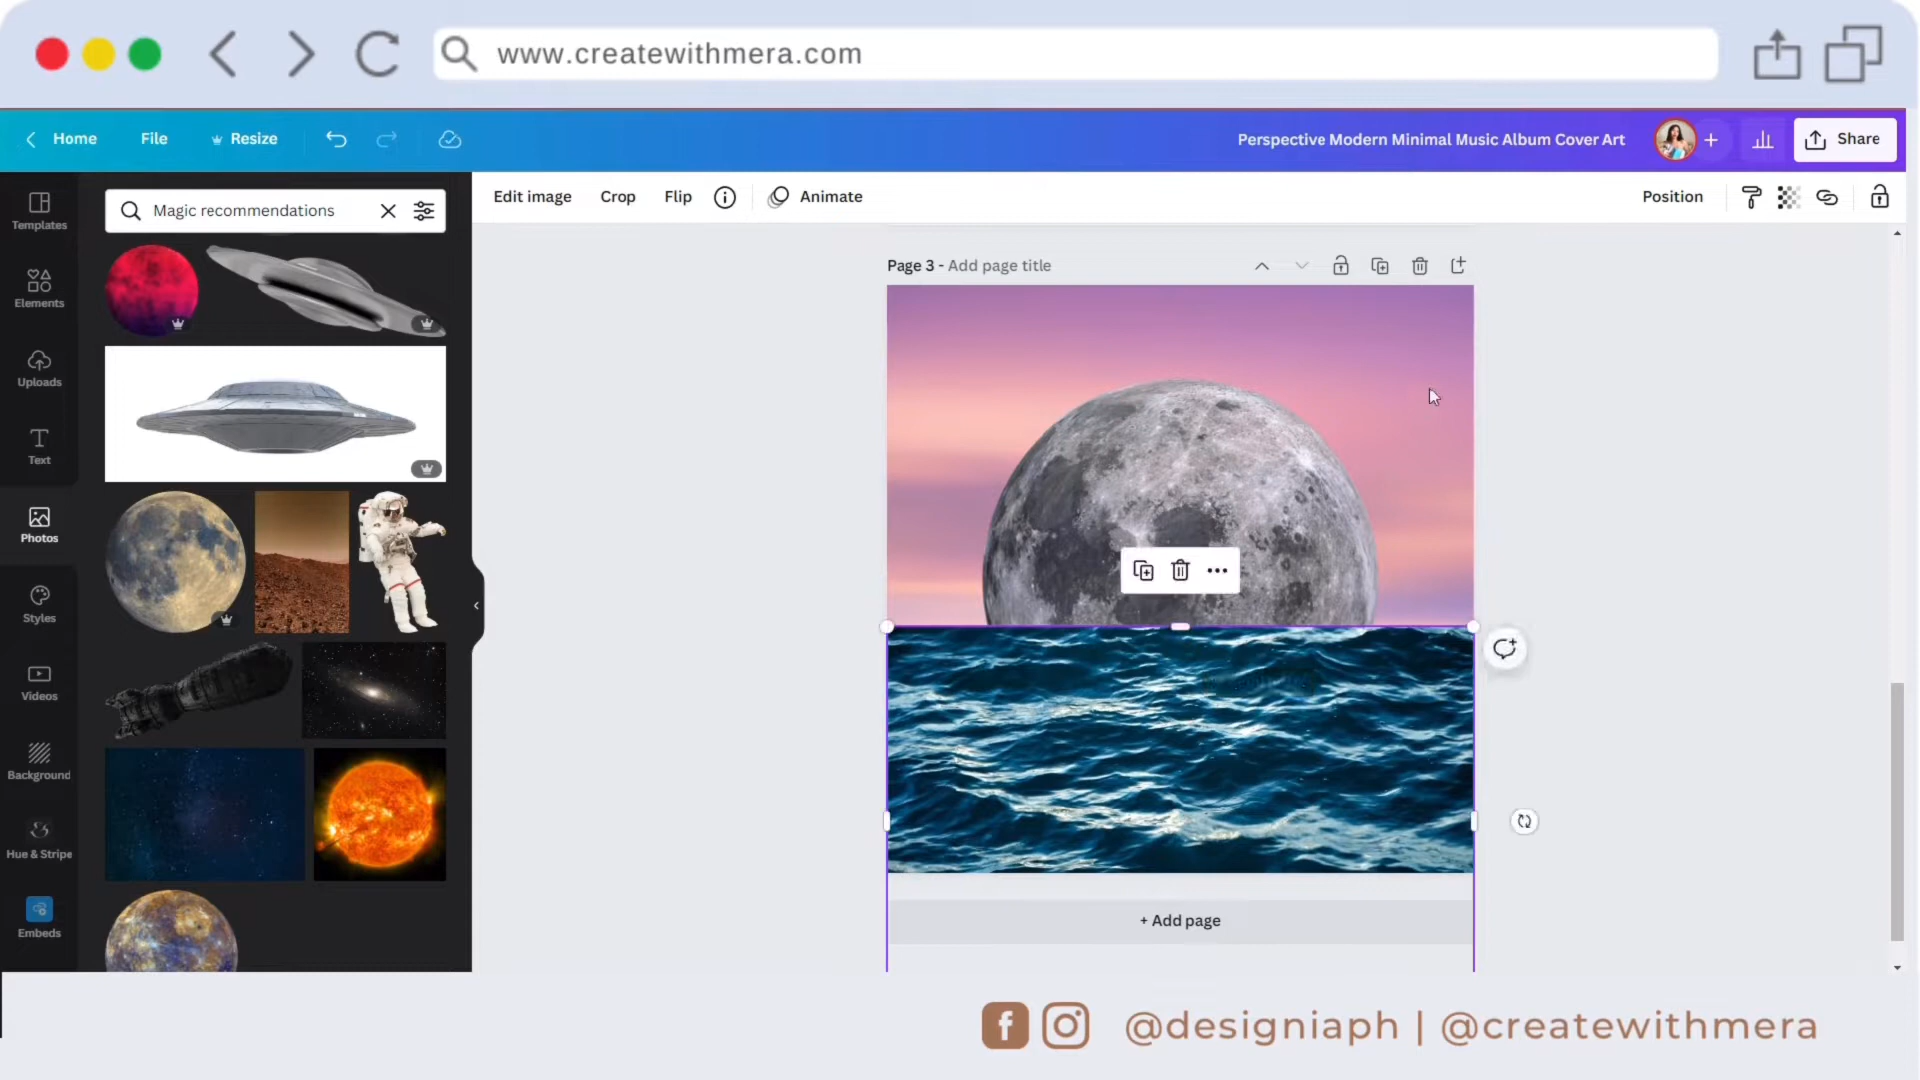 www.createwithmera.com
Home File Resize Perspective Modern Minimal Music Album Cover Art Share
Magic recommendations
Edit image Crop Flip Animate Position
Templates
Elements
Uploads
Text
Photos
Styles
Videos
Background
Hue & Stripe
Embeds
Page 3 - Add page title
+ Add page
@designiaph | @createwithmera